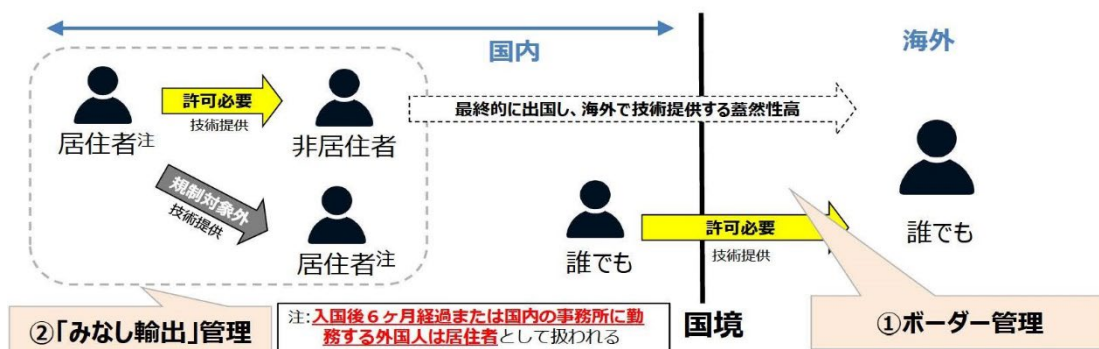 国内
海外
許可必要
技術提供
居住者注
非居住者
最終的に出国し、海外で技術提供する蓋然性高
規制対象外
技術提供
居住者注
誰でも
許可必要
技術提供
誰でも
②「みなし輸出」管理
注:入国後6ヶ月経過または国内の事務所に勤
務する外国人は居住者として扱われる
国境
①ボーダー管理